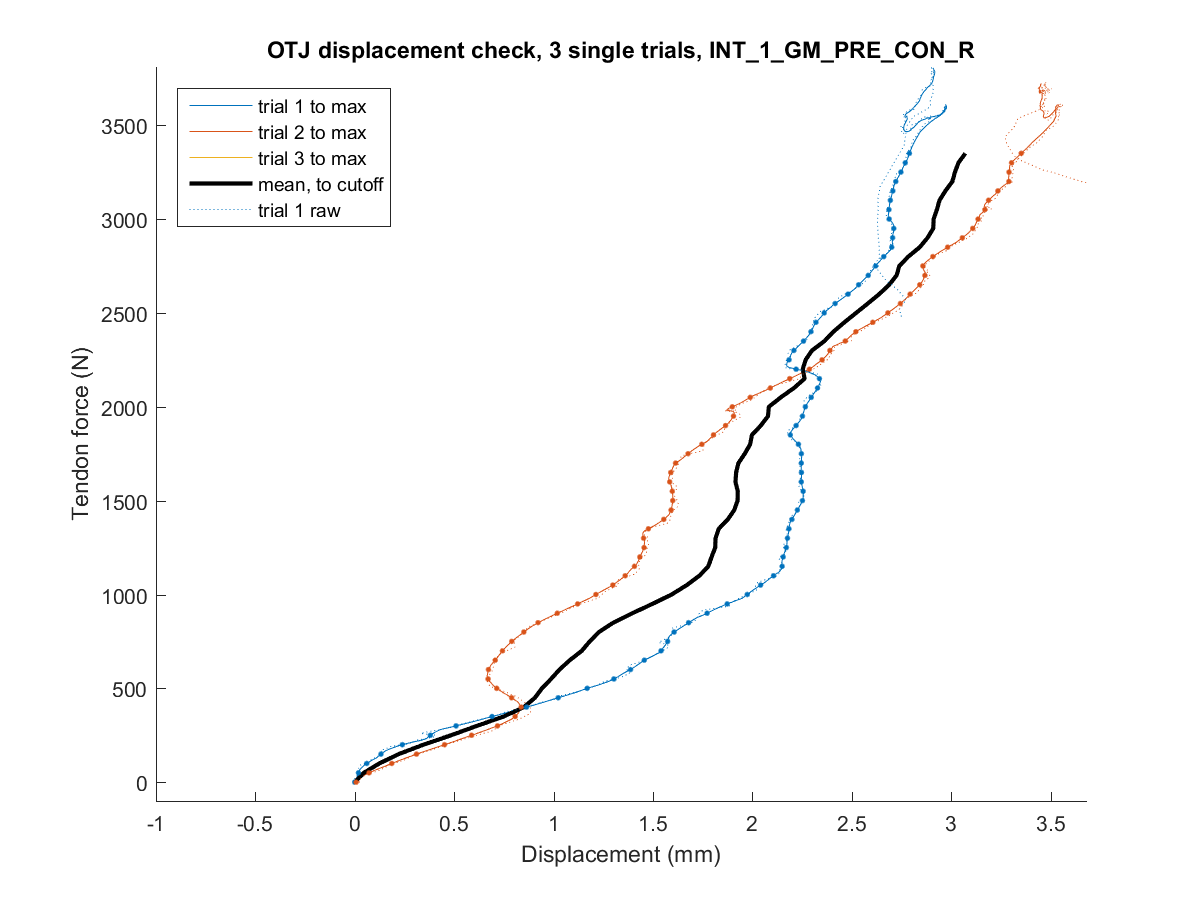 OTJ displacement check, 3 single trials, INT_1_GM_PRE_CON_R
trial 1 to max
trial 2 to max
trial 3 to max
mean, to cutoff
trial 1 raw
3500
3000
2500
2000
1500
1000
500
0
Tendon force (N)
-1
-0.5
0
0.5
1
1.5
2
2.5
3
3.5
Displacement (mm)